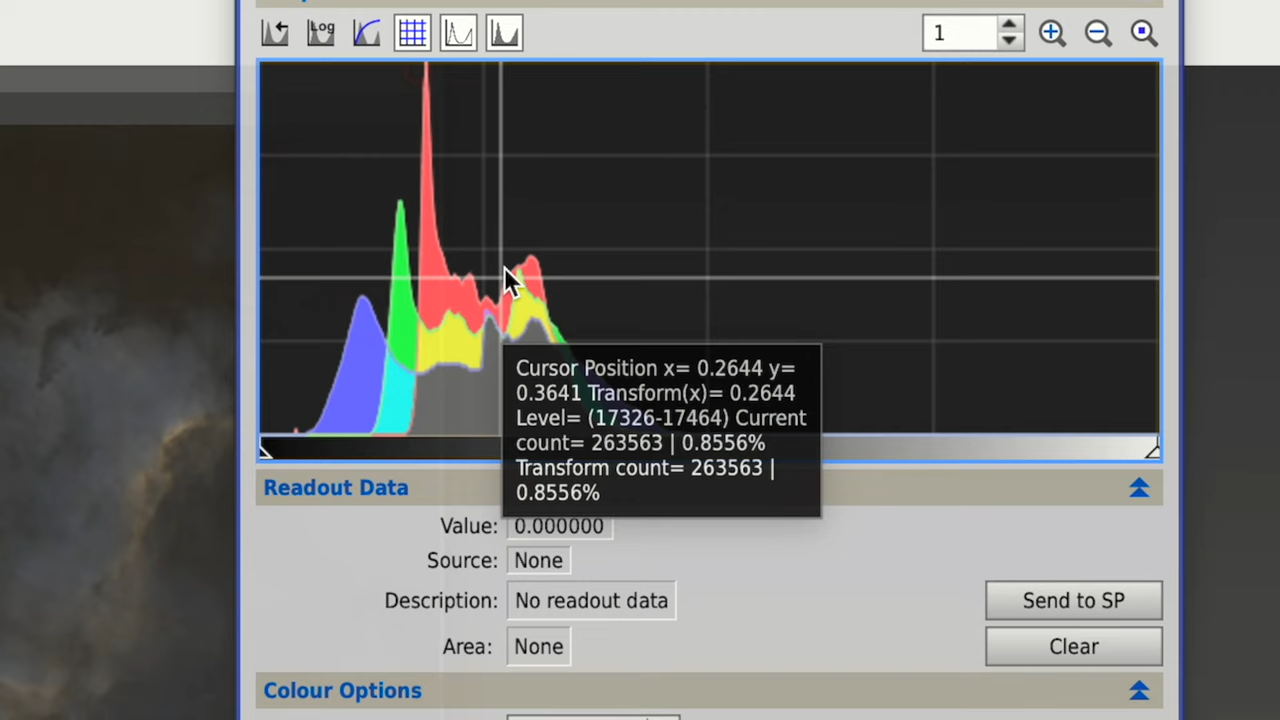 Log
1
Cursor Position x= 0.2644 y=
0.3641 Transform(x)= 0.2644
Level= (17326-17464) Current
count= 263563 | 0.8556%
Transform count= 263563 |
0.8556%
Readout Data
Value: 0.000000
Source: None
Description: No readout data
Send to SP
Area: None
Clear
Colour Options